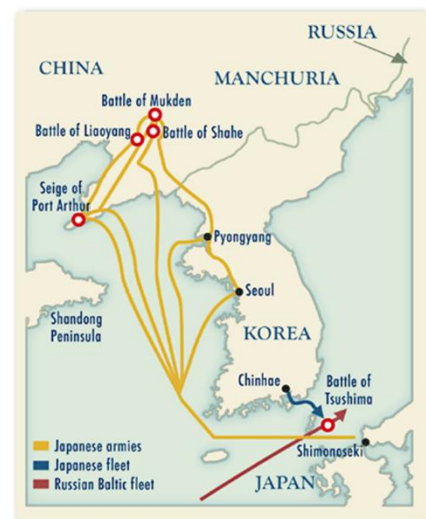 RUSSIA
CHINA
MANCHURIA
Battle of Mukden
Battle of Liaoyang
Battle of Shahe
Seige of
Port Arthur
Pyongyang
Seoul
Shandong
Peninsula
KOREA
Chinhae
Battle of
Tsushima
Shimonoseki
JAPAN
Japanese armies
Japanese fleet
Russian Baltic fleet